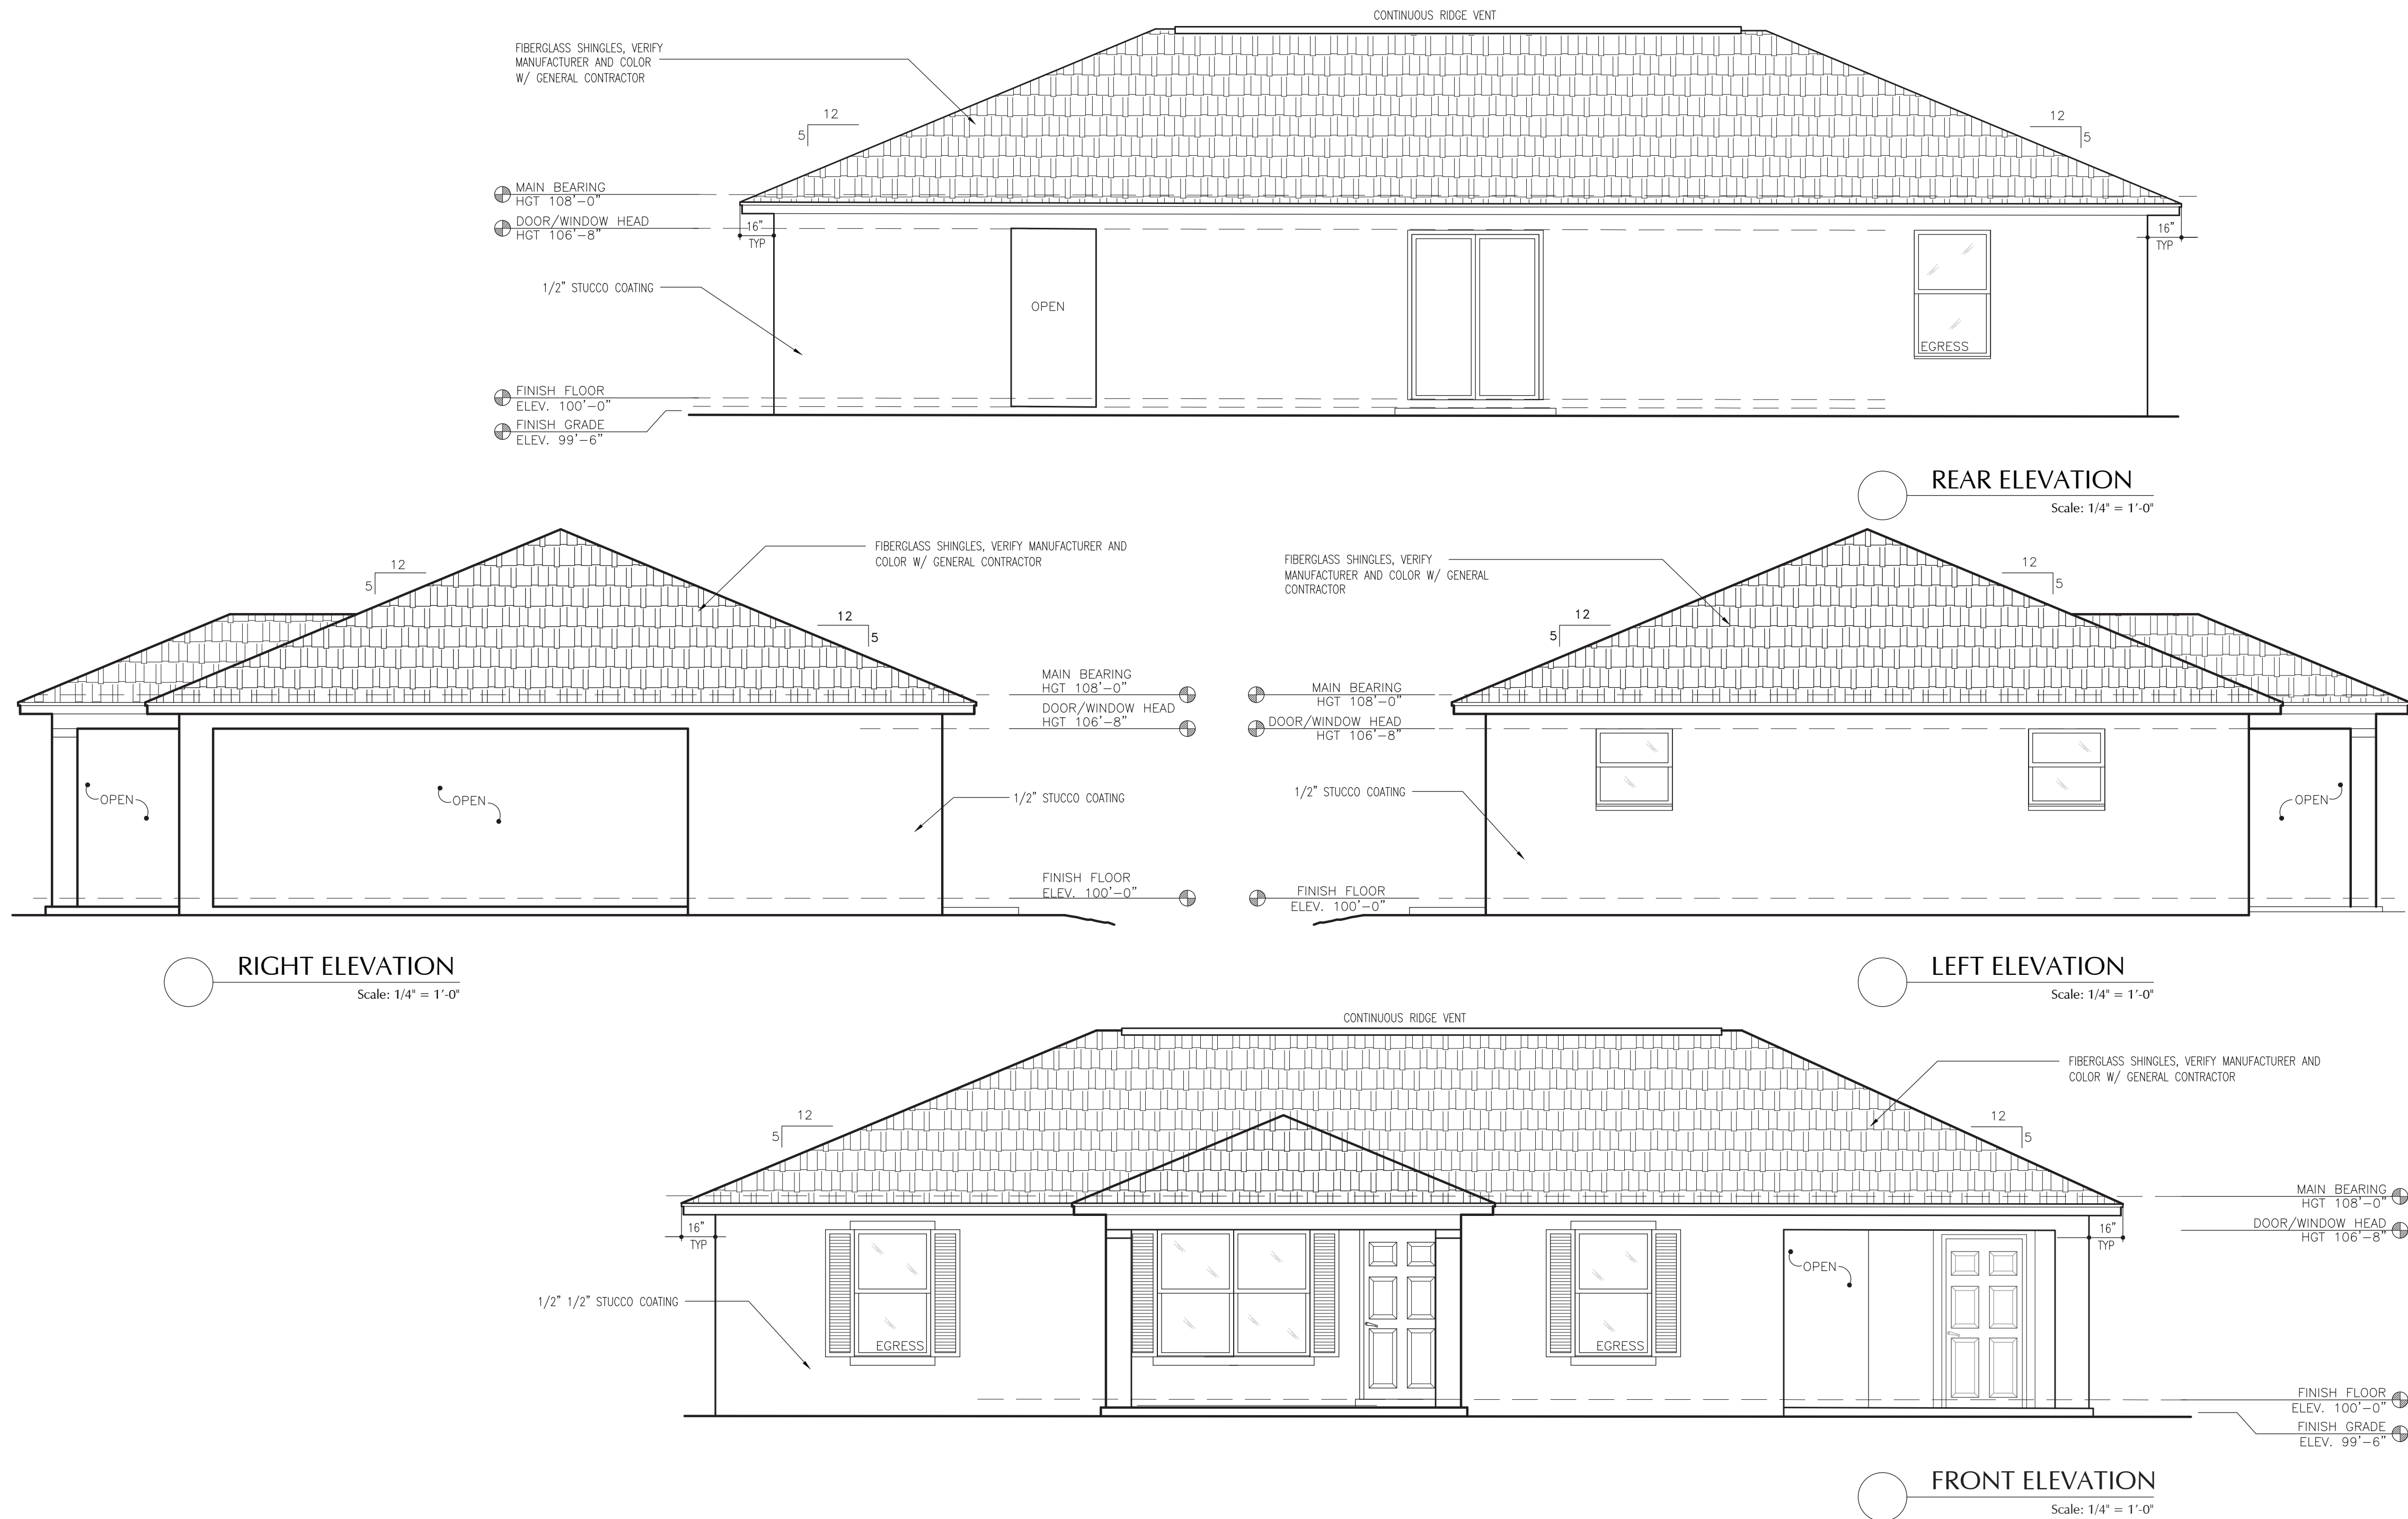 CONTINUOUS RIDGE VENT
FIBERGLASS SHINGLES, VERIFY
MANUFACTURER AND COLOR
W/ GENERAL CONTRACTOR
12
5
12
5
MAIN BEARING
HGT 108'-0"
DOOR/WINDOW HEAD
HGT 106'-8"
16"
TYP
16"
TYP
1/2" STUCCO COATING
OPEN
EGRESS
FINISH FLOOR
ELEV. 100'-0"
FINISH GRADE
ELEV. 99'-6"
REAR ELEVATION
Scale: 1/4" = 1'-0"
12
5
FIBERGLASS SHINGLES, VERIFY MANUFACTURER AND
COLOR W/ GENERAL CONTRACTOR
12
5
MAIN BEARING
HGT 108'-0"
DOOR/WINDOW HEAD
HGT 106'-8"
OPEN
OPEN
1/2" STUCCO COATING
FINISH FLOOR
ELEV. 100'-0"
RIGHT ELEVATION
Scale: 1/4" = 1'-0"
FIBERGLASS SHINGLES, VERIFY
MANUFACTURER AND COLOR W/ GENERAL
CONTRACTOR
12
5
12
5
MAIN BEARING
HGT 108'-0"
DOOR/WINDOW HEAD
HGT 106'-8"
1/2" STUCCO COATING
OPEN
FINISH FLOOR
ELEV. 100'-0"
LEFT ELEVATION
Scale: 1/4" = 1'-0"
CONTINUOUS RIDGE VENT
FIBERGLASS SHINGLES, VERIFY MANUFACTURER AND
COLOR W/ GENERAL CONTRACTOR
12
5
12
5
MAIN BEARING
HGT 108'-0"
DOOR/WINDOW HEAD
HGT 106'-8"
16"
TYP
16"
TYP
OPEN
1/2" 1/2" STUCCO COATING
EGRESS
EGRESS
FINISH FLOOR
ELEV. 100'-0"
FINISH GRADE
ELEV. 99'-6"
FRONT ELEVATION
Scale: 1/4" = 1'-0"